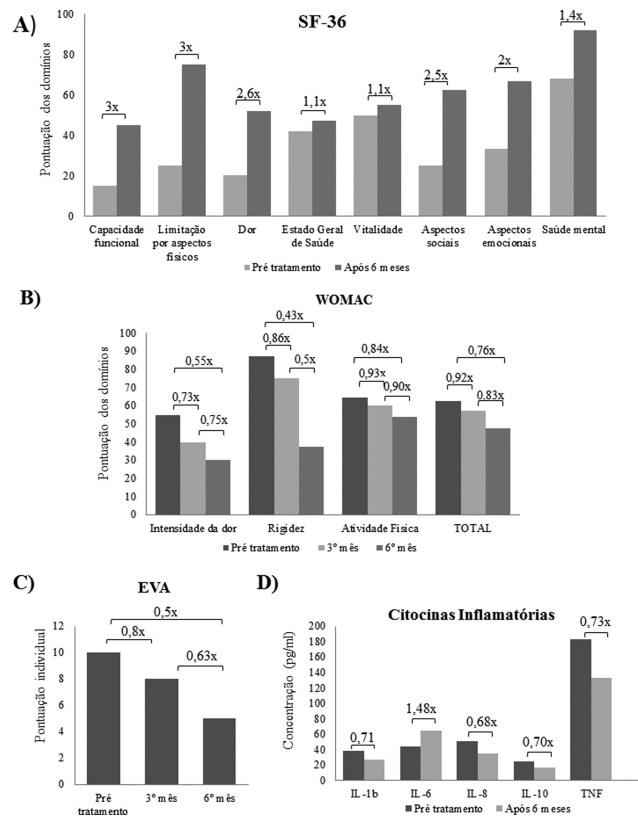 A)
SF-36
Pontuação dos domínios
100
80
60
40
20
0
3x
3x
2,6x
1,1x
1,1x
2,5x
2x
1,4x
Capacidade funcional
Limitação por aspectos físicos
Dor
Estado Geral de Saúde
Vitalidade
Aspectos sociais
Aspectos emocionais
Saúde mental
Pré tratamento
Após 6 meses
B)
WOMAC
Pontuação dos domínios
100
90
80
70
60
50
40
30
20
10
0
0,55x
0,73x
0,75x
0,43x
0,86x
0,5x
0,84x
0,93x
0,90x
0,76x
0,92x
0,83x
Intensidade da dor
Rigidez
Atividade Física
TOTAL
Pré tratamento
3º mês
6º mês
C)
EVA
Pontuação individual
12
10
8
6
4
2
0
0,5x
0,8x
0,63x
Pré tratamento
3º mês
6º mês
D)
Citocinas Inflamatórias
Concentração (pg/ml)
200
180
160
140
120
100
80
60
40
20
0
0,71
1,48x
0,68x
0,70x
0,73x
IL-1b
IL-6
IL-8
IL-10
TNF
Pré tratamento
Após 6 meses